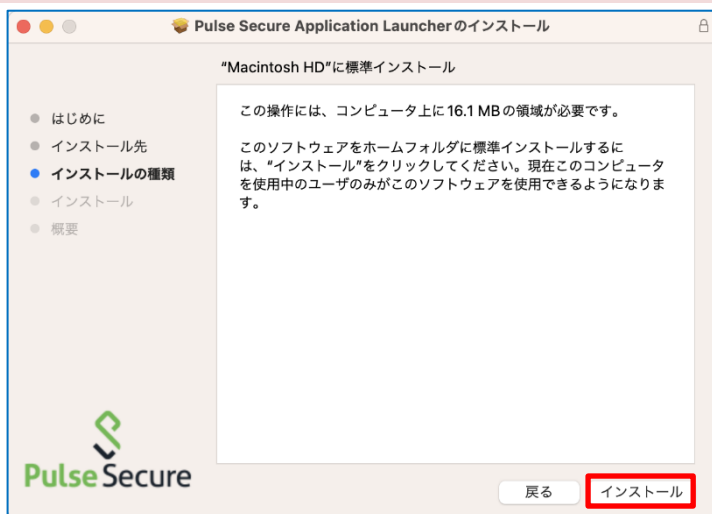 Pulse Secure Application Launcherのインストール
"Macintosh HD"に標準インストール
はじめに
インストール先
インストールの種類
インストール
概要
この操作には、コンピュータ上に16.1 MBの領域が必要です。
このソフトウェアをホームフォルダに標準インストールするに
は、"インストール"をクリックしてください。現在このコンピュータ
を使用中のユーザのみがこのソフトウェアを使用できるようになりま
す。
Pulse Secure
戻る
インストール